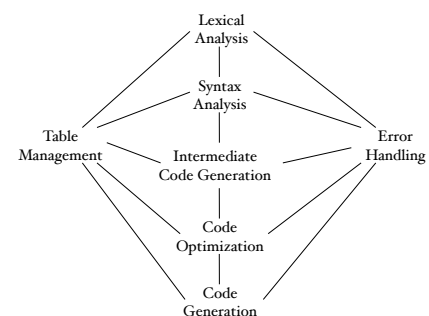 Lexical
Analysis
Syntax
Analysis
Table
Management
Error
Handling
Intermediate
Code Generation
Code
Optimization
Code
Generation